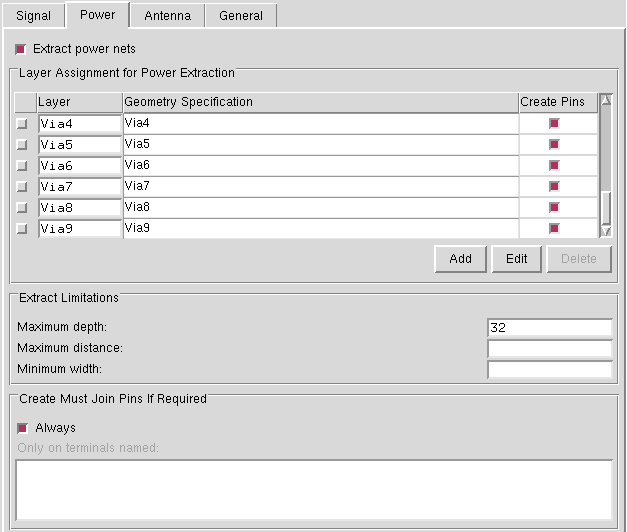 Signal Power Antenna General
Extract power nets
Layer Assignment for Power Extraction
Layer Geometry Specification Create Pins
Via4 Via4
Via5 Via5
Via6 Via6
Via7 Via7
Via8 Via8
Via9 Via9
Add Edit Delete
Extract Limitations
Maximum depth: 32
Maximum distance:
Minimum width:
Create Must Join Pins If Required
Always
Only on terminals named: